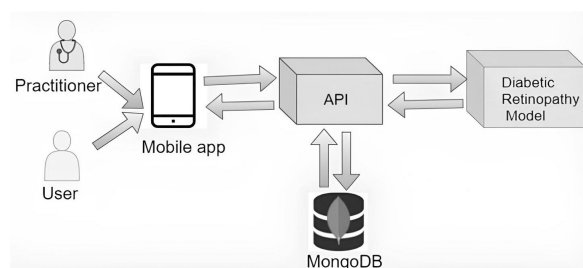 Practitioner
User
Mobile app
API
Diabetic
Retinopathy
Model
MongoDB